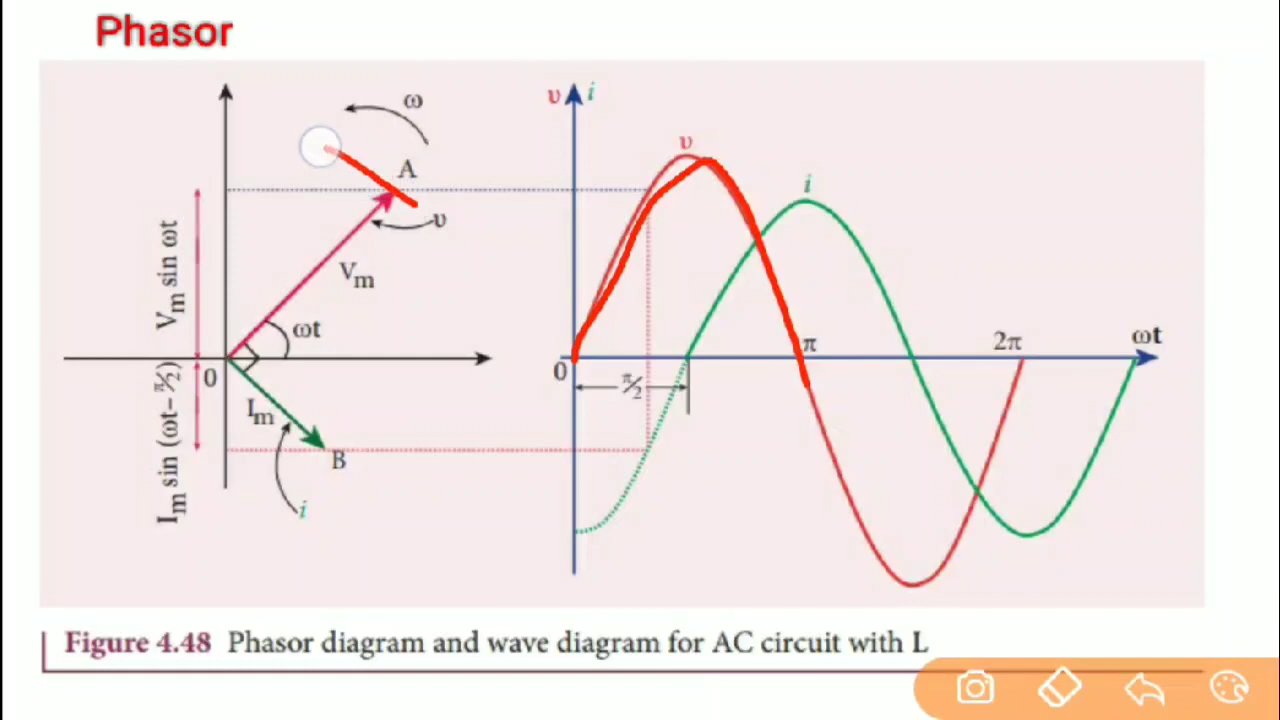 Phasor
ω
A
υ
V_m
ωt
0
I_m
B
i
V_m sin ωt
I_m sin (ωt−π/2)
υ i
υ
i
0
π/2
π
2π
ωt
Figure 4.48 Phasor diagram and wave diagram for AC circuit with L